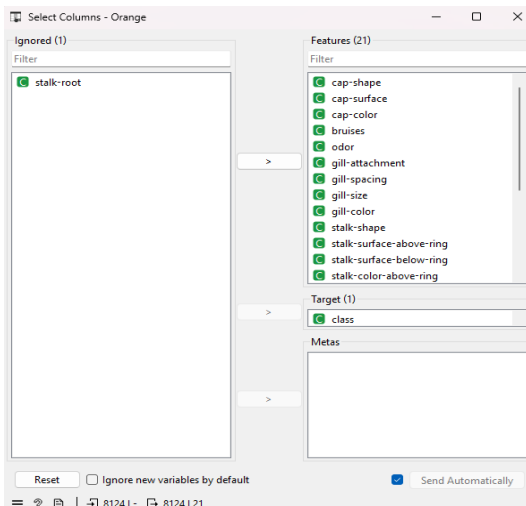 Select Columns - Orange
Ignored (1)
Filter
stalk-root
>
>
>
Features (21)
Filter
cap-shape
cap-surface
cap-color
bruises
odor
gill-attachment
gill-spacing
gill-size
gill-color
stalk-shape
stalk-surface-above-ring
stalk-surface-below-ring
stalk-color-above-ring
Target (1)
class
Metas
Reset
Ignore new variables by default
Send Automatically
8124 | - 8124 | 21